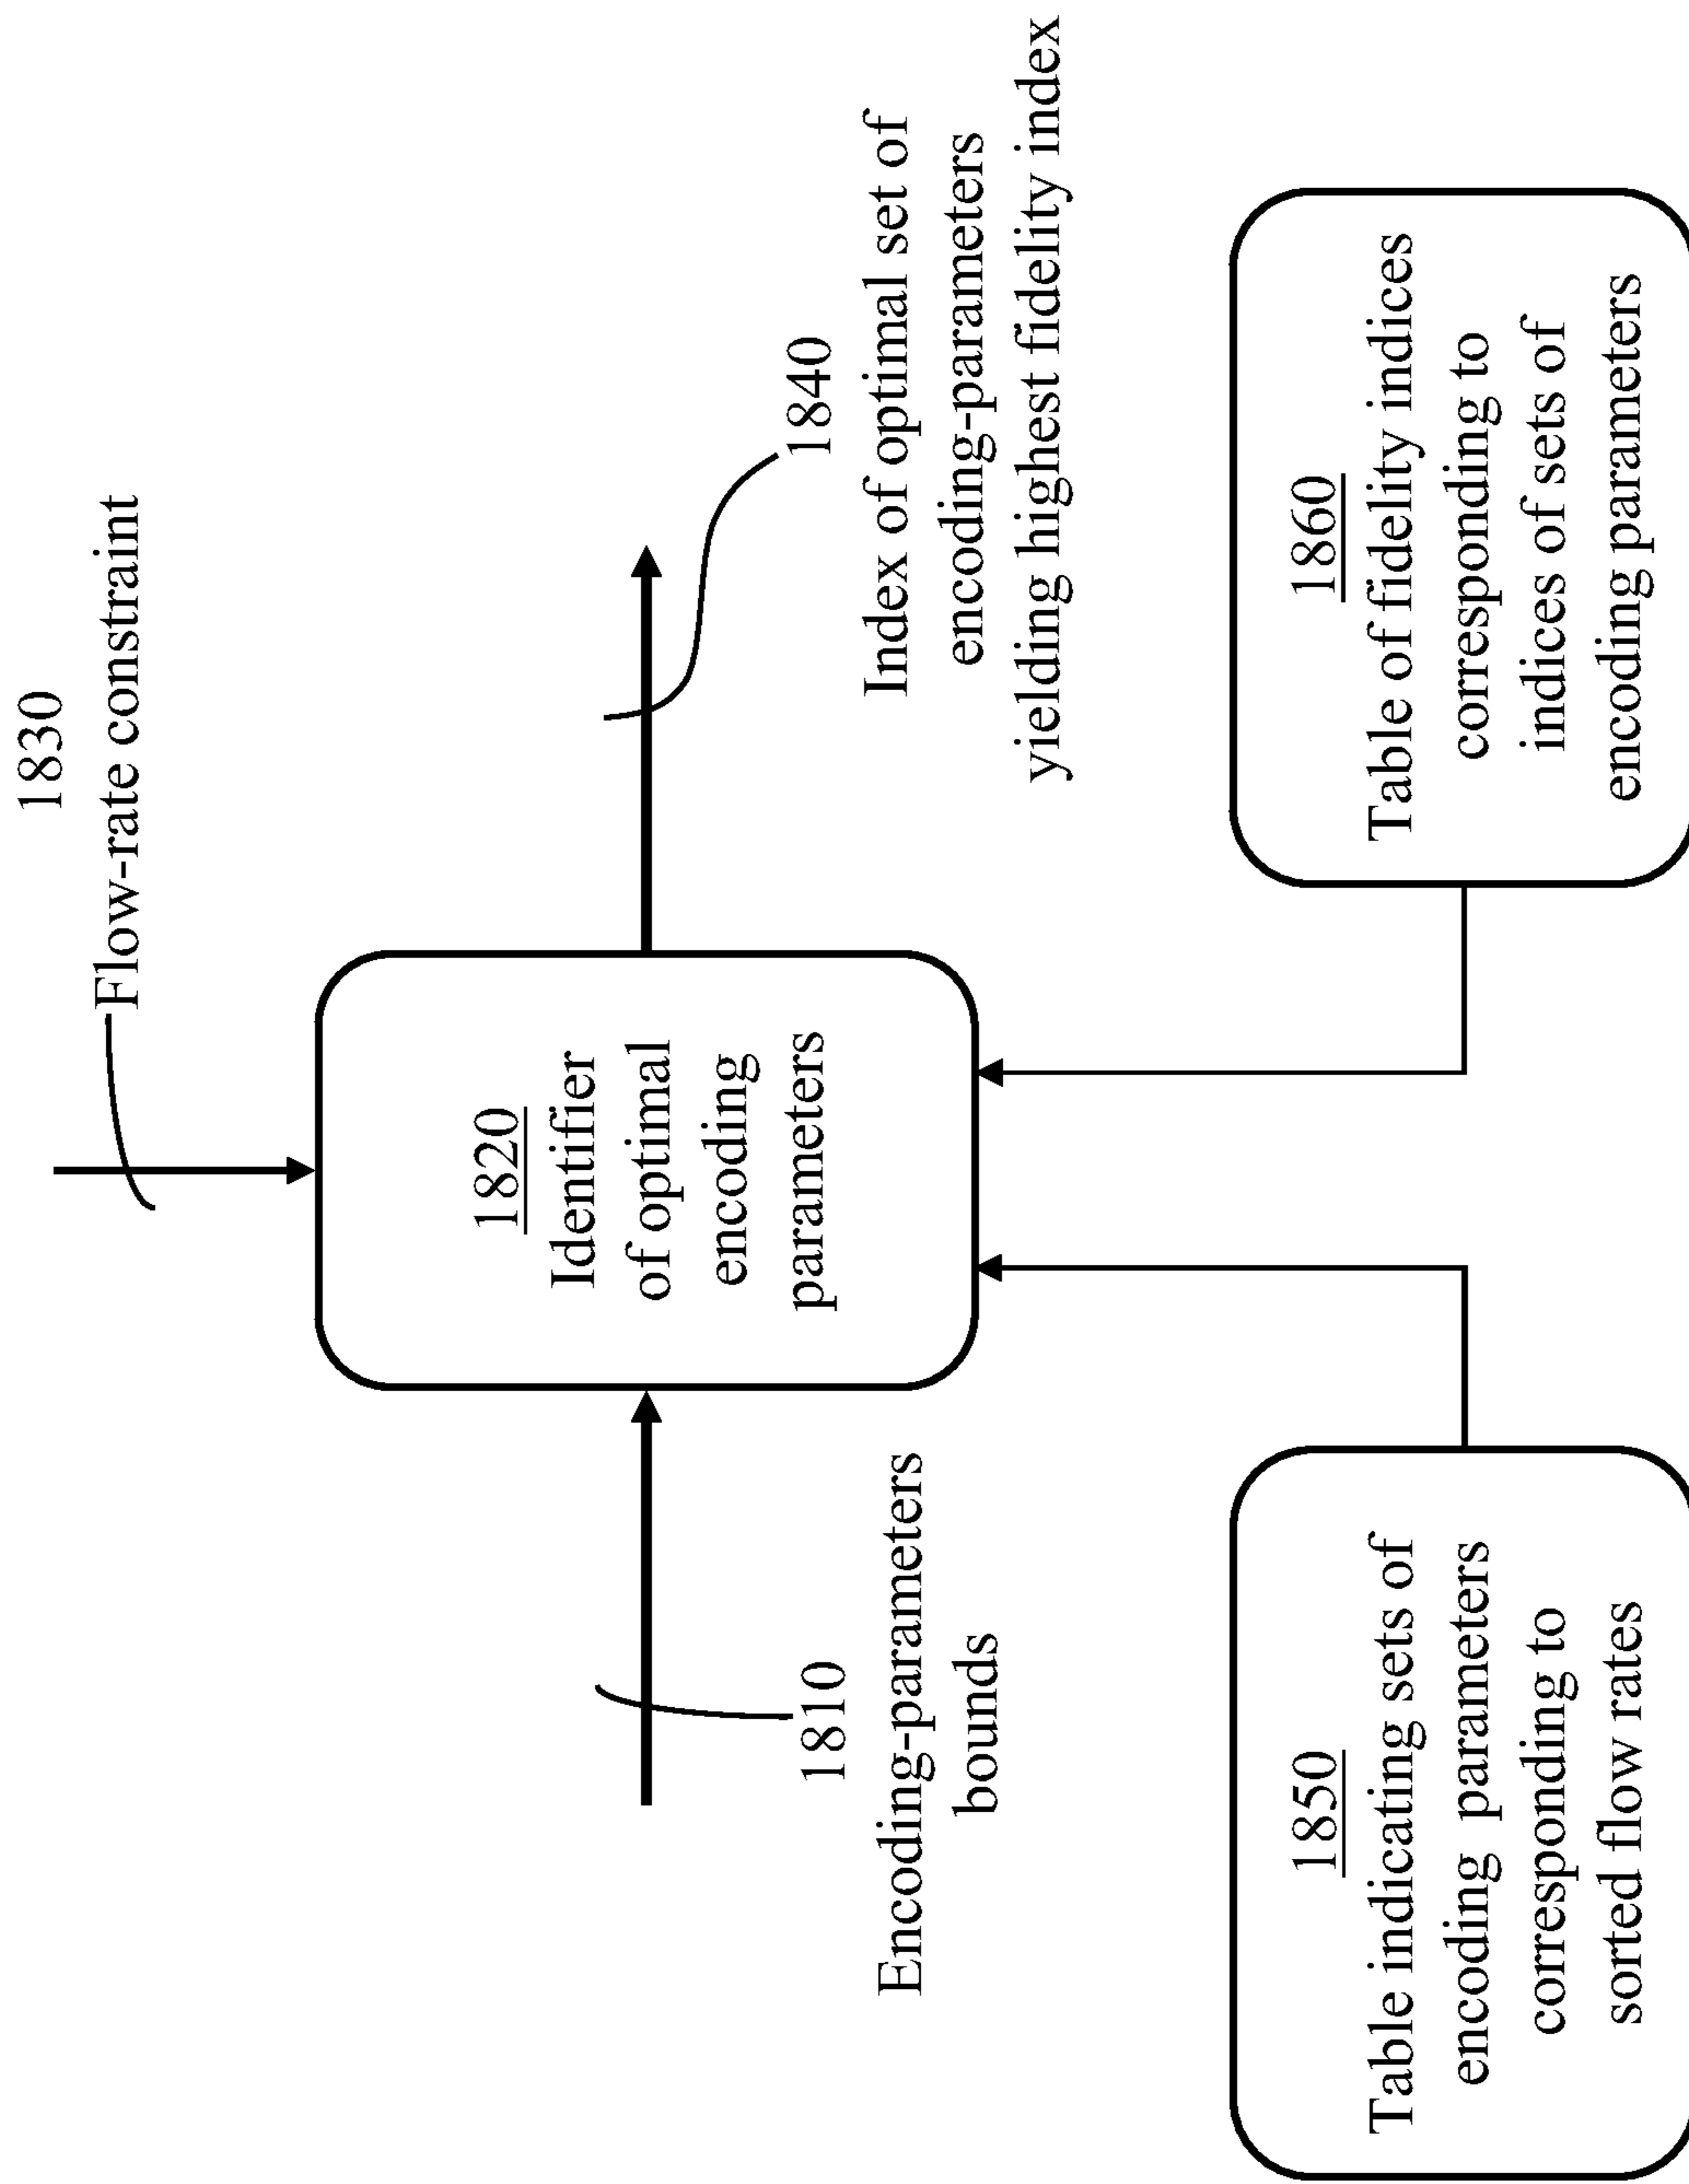 1830
Flow-rate constraint
1820
Identifier
of optimal
encoding
parameters
1810
Encoding-parameters
bounds
1840
Index of optimal set of
encoding-parameters
yielding highest fidelity index
1850
Table indicating sets of
encoding parameters
corresponding to
sorted flow rates
1860
Table of fidelity indices
corresponding to
indices of sets of
encoding parameters